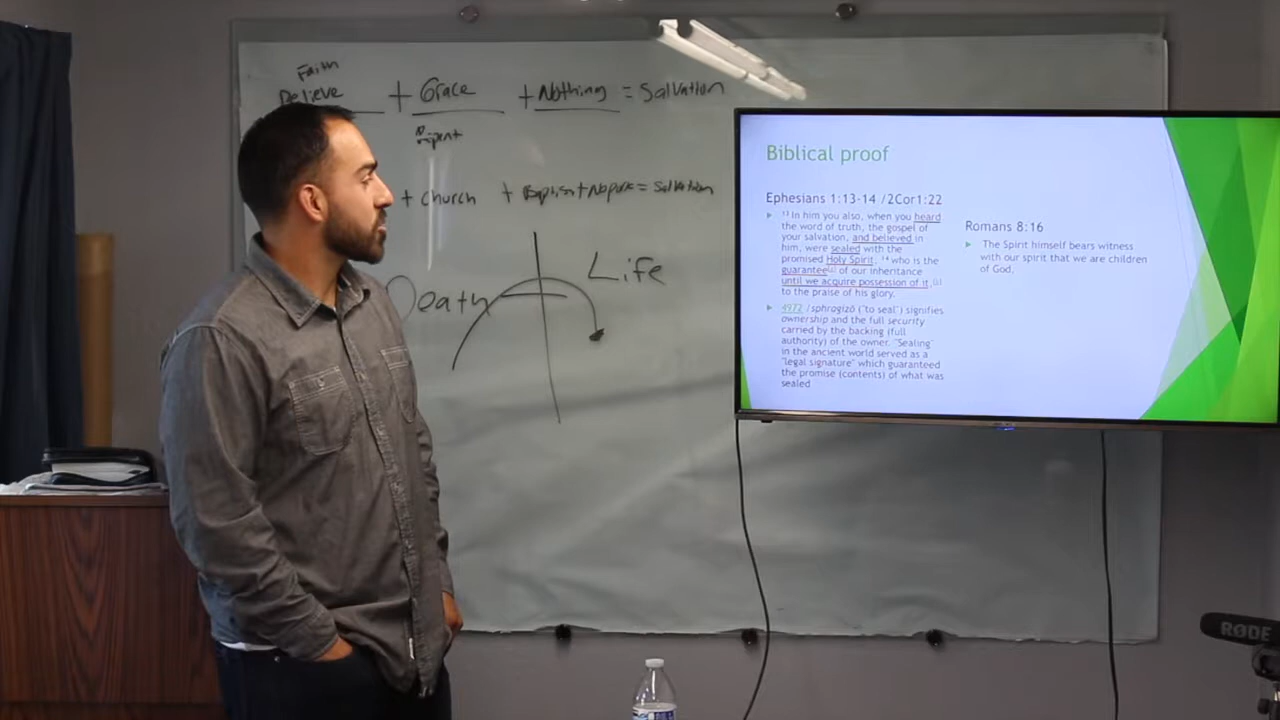 Faith
Believe + Grace + Nothing = Salvation
Repent
+ Church + Baptist + No pork = Salvation
Death
Life
Biblical proof
Ephesians 1:13-14 /2Cor1:22
13 In him you also, when you heard
the word of truth, the gospel of
your salvation, and believed in
him, were sealed with the
promised Holy Spirit, 14 who is the
guarantee of our inheritance
until we acquire possession of it,
to the praise of his glory.
4972 /sphragízō ("to seal") signifies
ownership and the full security
carried by the backing (full
authority) of the owner. "Sealing"
in the ancient world served as a
"legal signature" which guaranteed
the promise (contents) of what was
sealed
Romans 8:16
The Spirit himself bears witness
with our spirit that we are children
of God,
RØDE